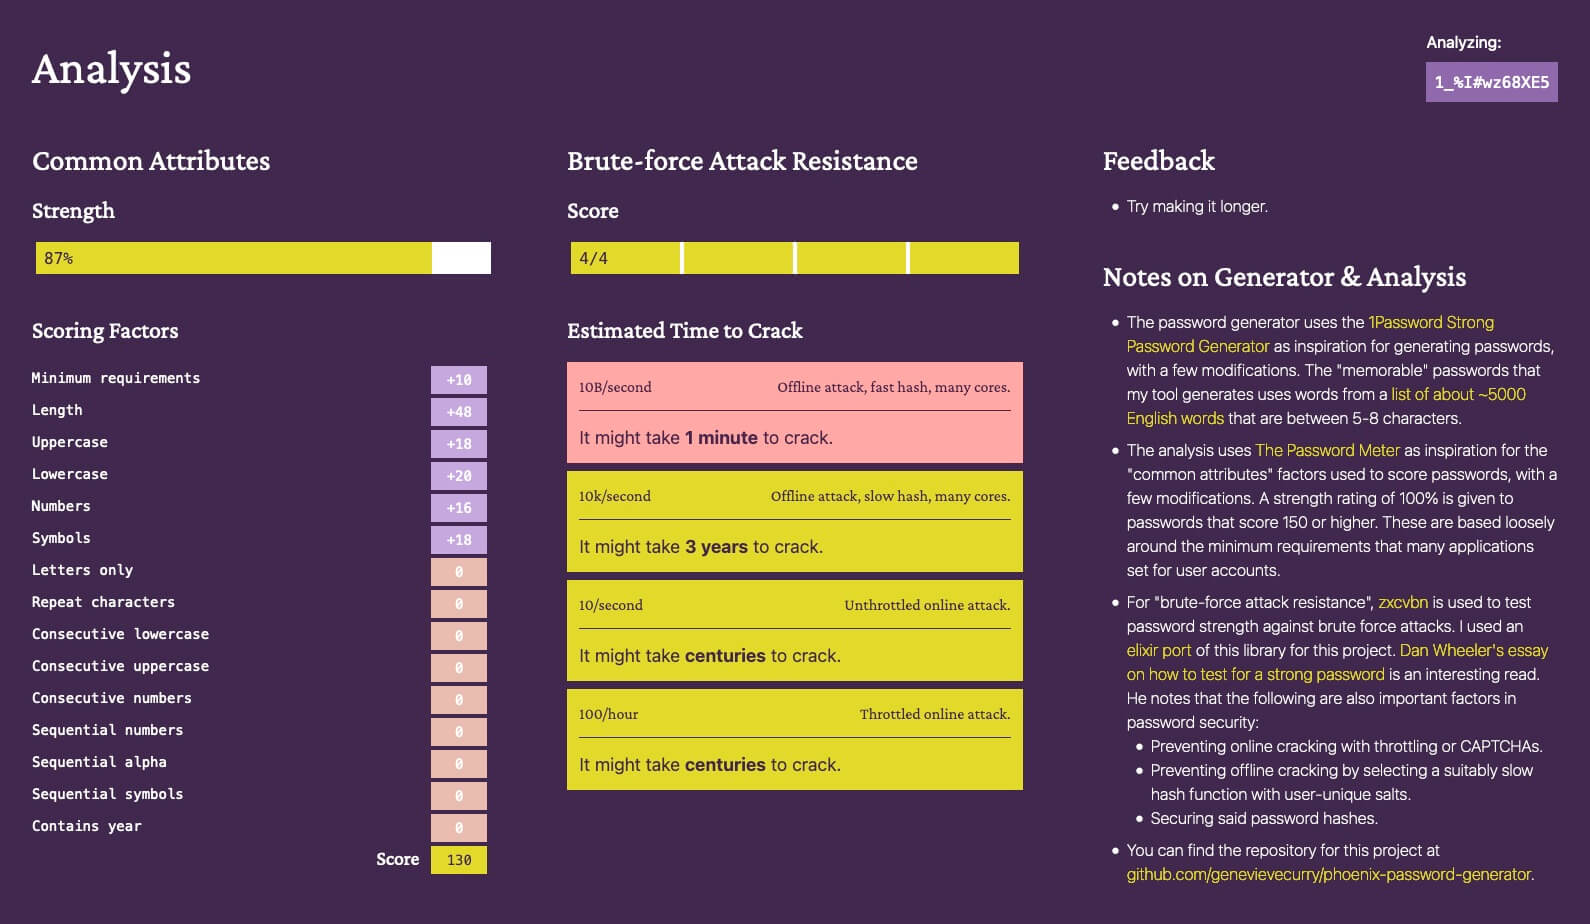 Analysis
Analyzing:
1_%I#wz68XE5
Common Attributes
Strength
87%
Scoring Factors
Minimum requirements +10
Length +48
Uppercase +18
Lowercase +20
Numbers +16
Symbols +18
Letters only 0
Repeat characters 0
Consecutive lowercase 0
Consecutive uppercase 0
Consecutive numbers 0
Sequential numbers 0
Sequential alpha 0
Sequential symbols 0
Contains year 0
Score 130
Brute-force Attack Resistance
Score
4/4
Estimated Time to Crack
10B/second Offline attack, fast hash, many cores.
It might take 1 minute to crack.
10k/second Offline attack, slow hash, many cores.
It might take 3 years to crack.
10/second Unthrottled online attack.
It might take centuries to crack.
100/hour Throttled online attack.
It might take centuries to crack.
Feedback
• Try making it longer.
Notes on Generator & Analysis
• The password generator uses the 1Password Strong
Password Generator as inspiration for generating passwords,
with a few modifications. The "memorable" passwords that
my tool generates uses words from a list of about ~5000
English words that are between 5-8 characters.
• The analysis uses The Password Meter as inspiration for the
"common attributes" factors used to score passwords, with a
few modifications. A strength rating of 100% is given to
passwords that score 150 or higher. These are based loosely
around the minimum requirements that many applications
set for user accounts.
• For "brute-force attack resistance", zxcvbn is used to test
password strength against brute force attacks. I used an
elixir port of this library for this project. Dan Wheeler's essay
on how to test for a strong password is an interesting read.
He notes that the following are also important factors in
password security:
• Preventing online cracking with throttling or CAPTCHAs.
• Preventing offline cracking by selecting a suitably slow
hash function with user-unique salts.
• Securing said password hashes.
• You can find the repository for this project at
github.com/genevievecurry/phoenix-password-generator.